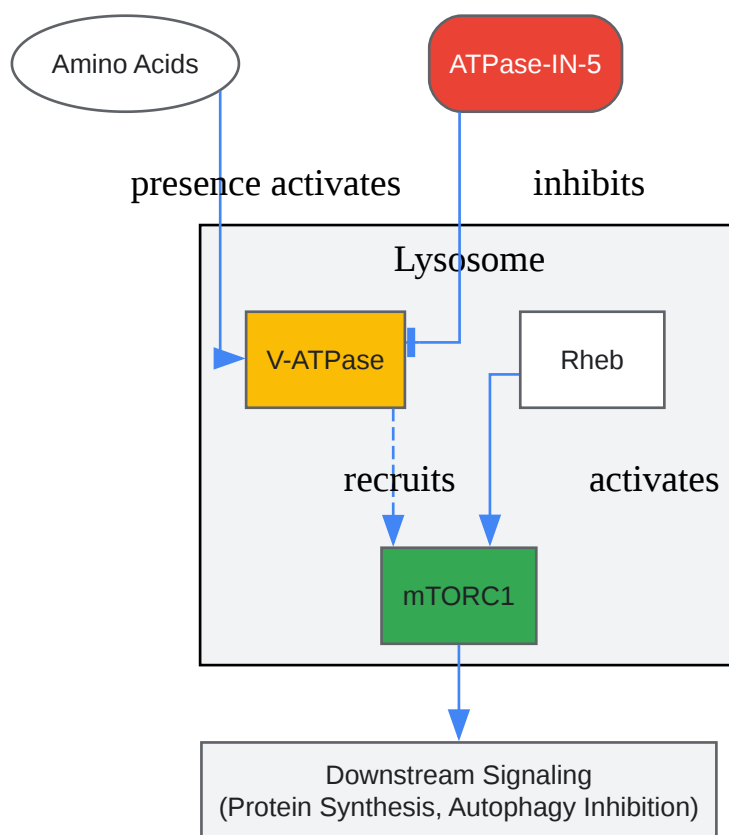 Amino Acids
ATPase-IN-5
presence activates
inhibits
Lysosome
V-ATPase
Rheb
recruits
activates
mTORC1
Downstream Signaling
(Protein Synthesis, Autophagy Inhibition)